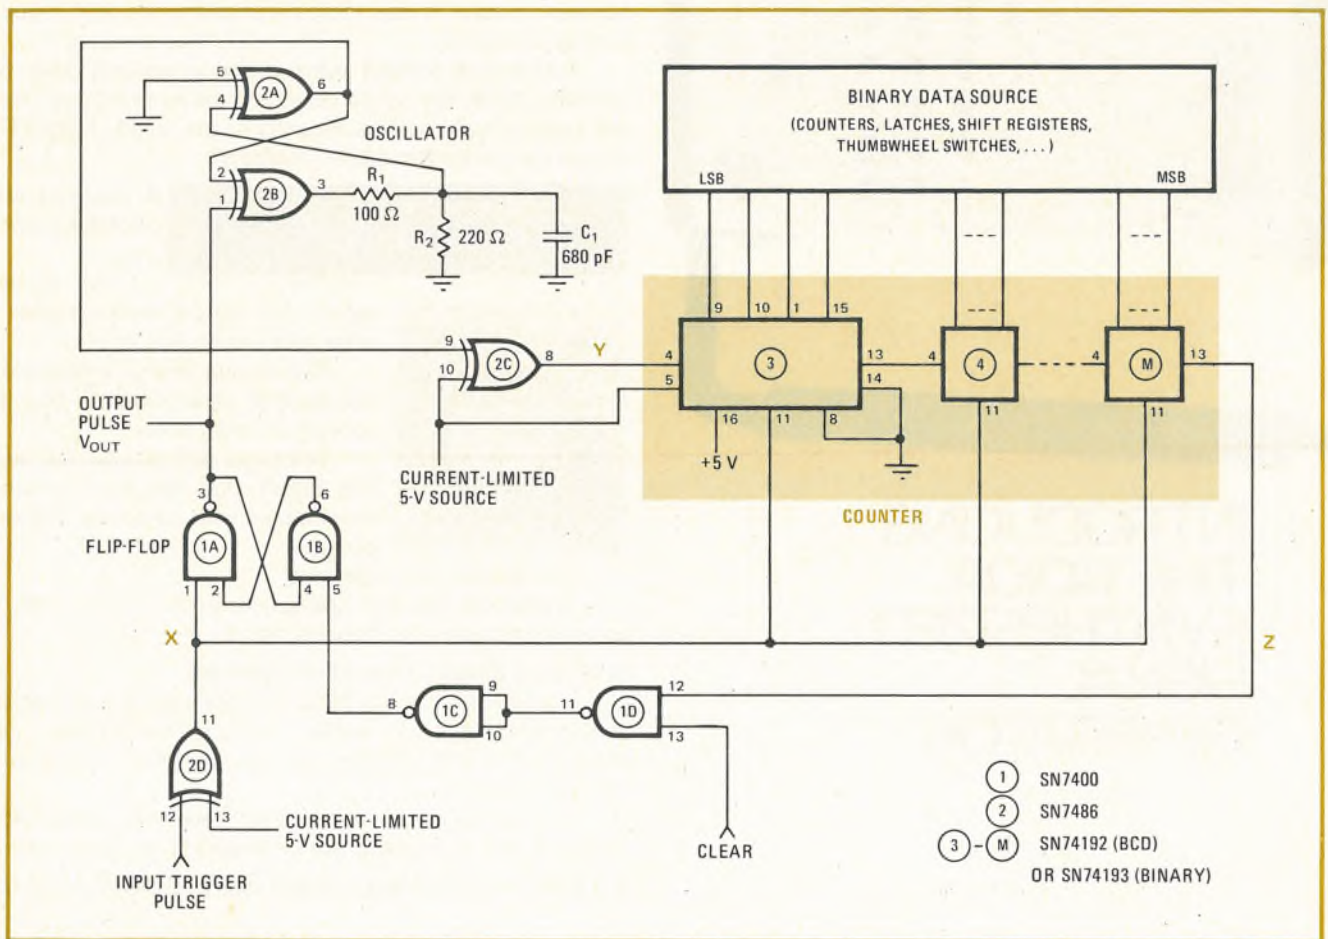 5
6
2A
4
OSCILLATOR
2
3
2B
1
R1
100 Ω
R2
220 Ω
C1
680 pF
BINARY DATA SOURCE
(COUNTERS, LATCHES, SHIFT REGISTERS,
THUMBWHEEL SWITCHES, . . . )
LSB
MSB
9
10
1
15
9
10
2C
8
Y
4
5
3
13
14
16
11
8
4
4
11
4
M
13
11
+5 V
COUNTER
OUTPUT
PULSE
VOUT
CURRENT-LIMITED
5-V SOURCE
3
6
FLIP-FLOP
1A
1B
1
2
4
5
X
Z
8
1C
9
10
11
1D
12
13
11
2D
12
13
CURRENT-LIMITED
5-V SOURCE
INPUT TRIGGER
PULSE
CLEAR
1 SN7400
2 SN7486
3 – M SN74192 (BCD)
OR SN74193 (BINARY)